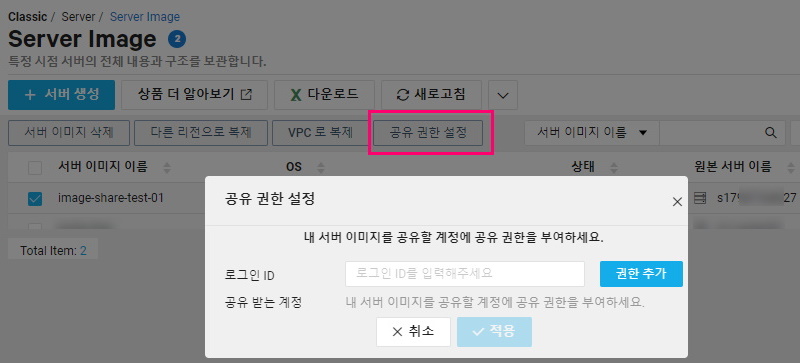 Classic / Server / Server Image
Server Image 2
특정 시점 서버의 전체 내용과 구조를 보관합니다.
+ 서버 생성 상품 더 알아보기 다운로드 새로고침
서버 이미지 삭제 다른 리전으로 복제 VPC 로 복제 공유 권한 설정 서버 이미지 이름
서버 이미지 이름 OS 상태 원본 서버 이름
image-share-test-01
Total Item: 2
공유 권한 설정
내 서버 이미지를 공유할 계정에 공유 권한을 부여하세요.
로그인 ID 로그인 ID를 입력해주세요 권한 추가
공유 받는 계정 내 서버 이미지를 공유할 계정에 공유 권한을 부여하세요.
취소 적용